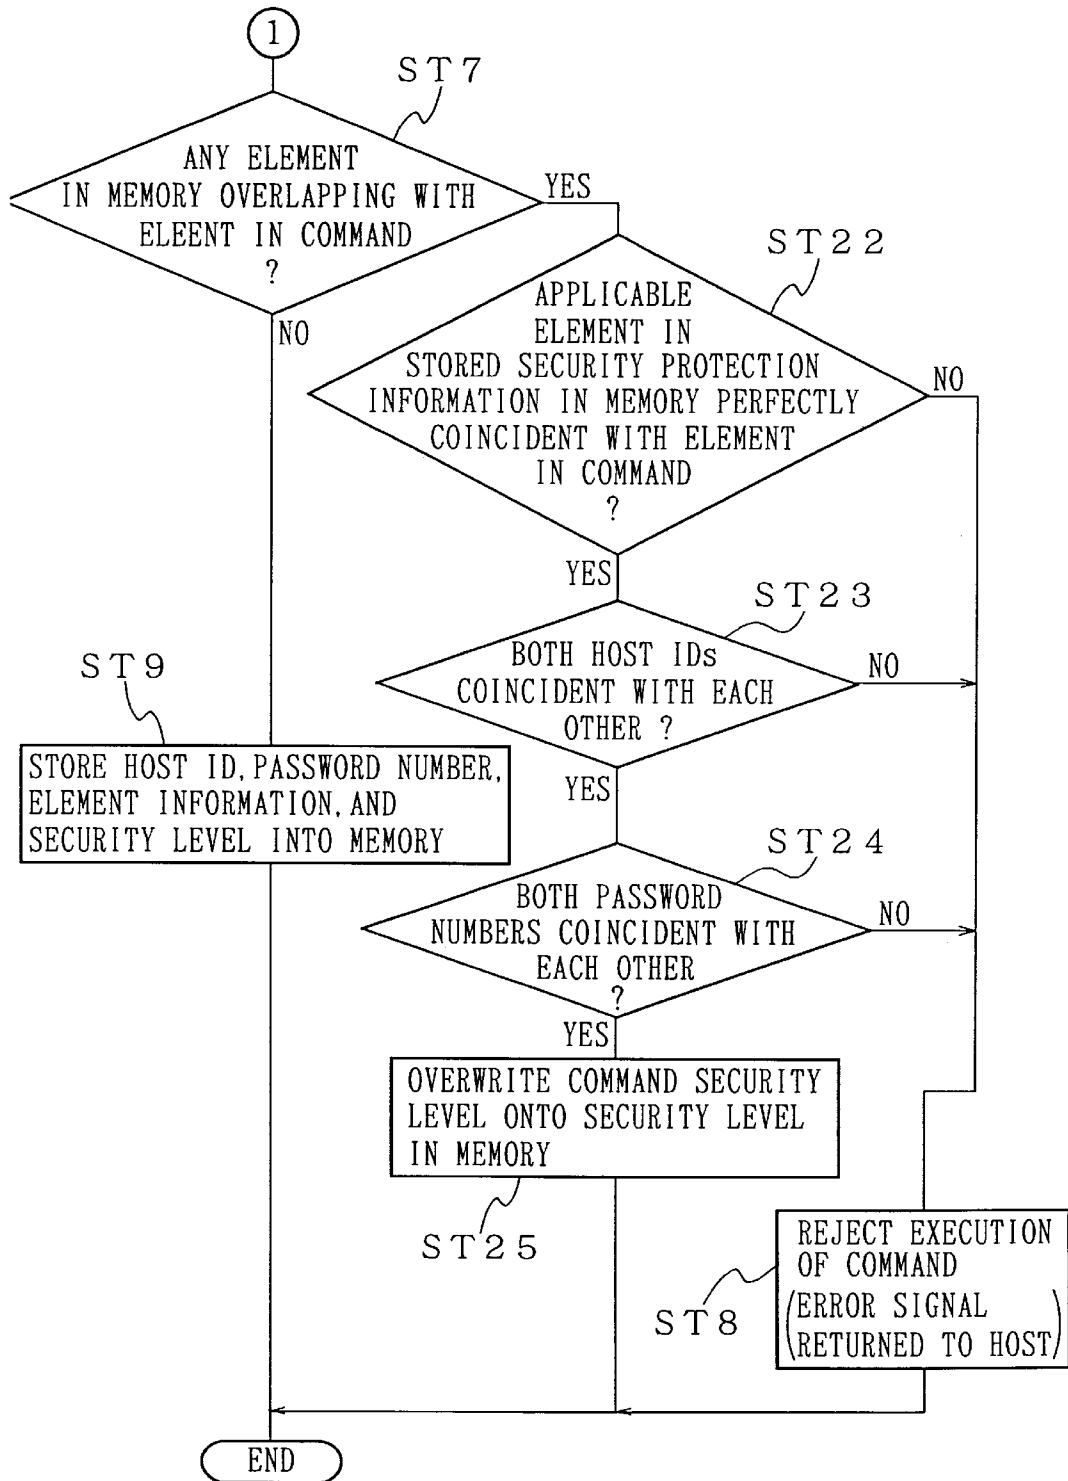 1
ST7
ANY ELEMENT
IN MEMORY OVERLAPPING WITH
ELEENT IN COMMAND
?
YES
NO
ST22
APPLICABLE
ELEMENT IN
STORED SECURITY PROTECTION
INFORMATION IN MEMORY PERFECTLY
COINCIDENT WITH ELEMENT
IN COMMAND
?
NO
YES
ST23
BOTH HOST IDs
COINCIDENT WITH EACH
OTHER ?
NO
YES
ST9
STORE HOST ID, PASSWORD NUMBER,
ELEMENT INFORMATION, AND
SECURITY LEVEL INTO MEMORY
ST24
BOTH PASSWORD
NUMBERS COINCIDENT WITH
EACH OTHER
?
NO
YES
OVERWRITE COMMAND SECURITY
LEVEL ONTO SECURITY LEVEL
IN MEMORY
ST25
REJECT EXECUTION
OF COMMAND
(ERROR SIGNAL
RETURNED TO HOST)
ST8
END